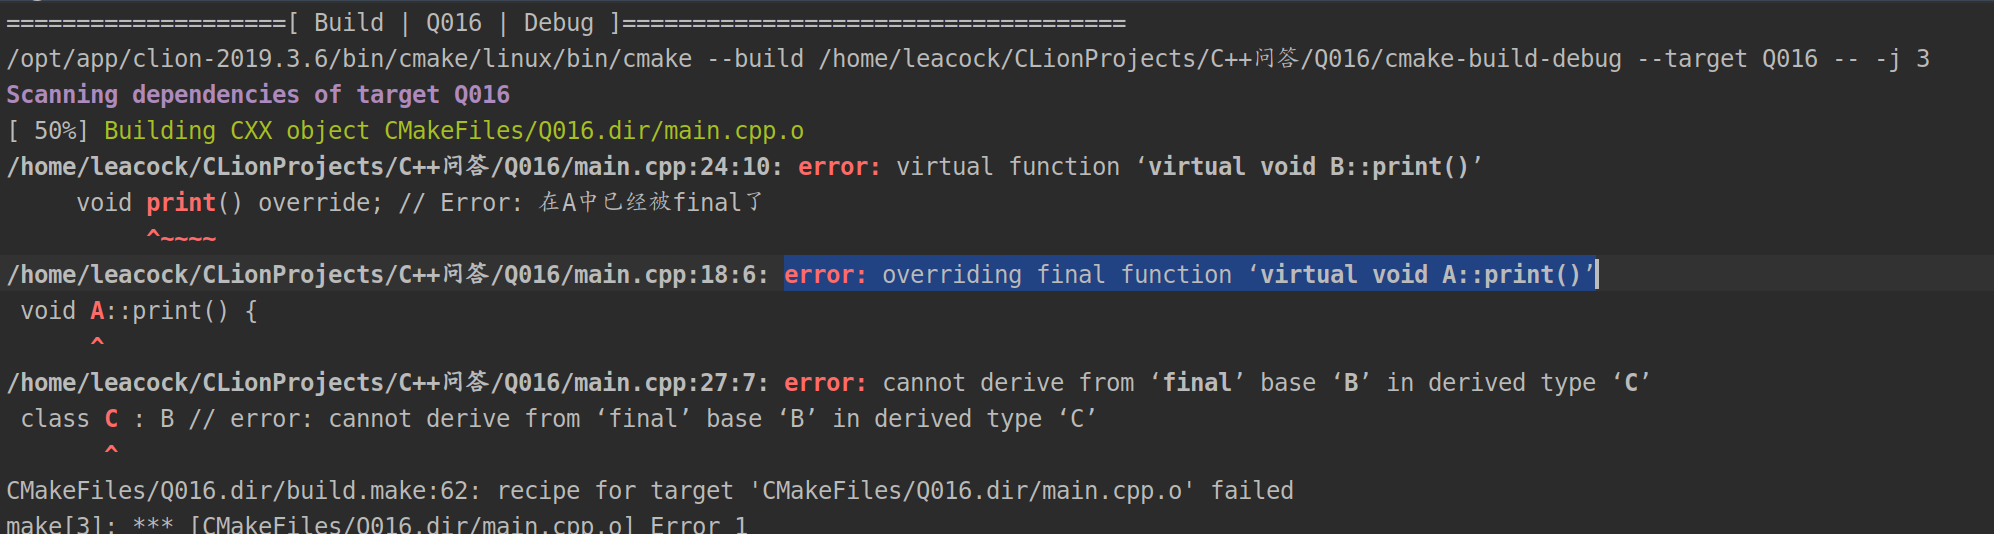 ====================[ Build | Q016 | Debug ]====================================
/opt/app/clion-2019.3.6/bin/cmake/linux/bin/cmake --build /home/leacock/CLionProjects/C++问答/Q016/cmake-build-debug --target Q016 -- -j 3
Scanning dependencies of target Q016
[ 50%] Building CXX object CMakeFiles/Q016.dir/main.cpp.o
/home/leacock/CLionProjects/C++问答/Q016/main.cpp:24:10: error: virtual function ‘virtual void B::print()’
     void print() override; // Error: 在A中已经被final了
          ^~~~~
/home/leacock/CLionProjects/C++问答/Q016/main.cpp:18:6: error: overriding final function ‘virtual void A::print()’
 void A::print() {
      ^
/home/leacock/CLionProjects/C++问答/Q016/main.cpp:27:7: error: cannot derive from ‘final’ base ‘B’ in derived type ‘C’
 class C : B // error: cannot derive from ‘final’ base ‘B’ in derived type ‘C’
       ^
CMakeFiles/Q016.dir/build.make:62: recipe for target 'CMakeFiles/Q016.dir/main.cpp.o' failed
make[3]: *** [CMakeFiles/Q016.dir/main.cpp.o] Error 1